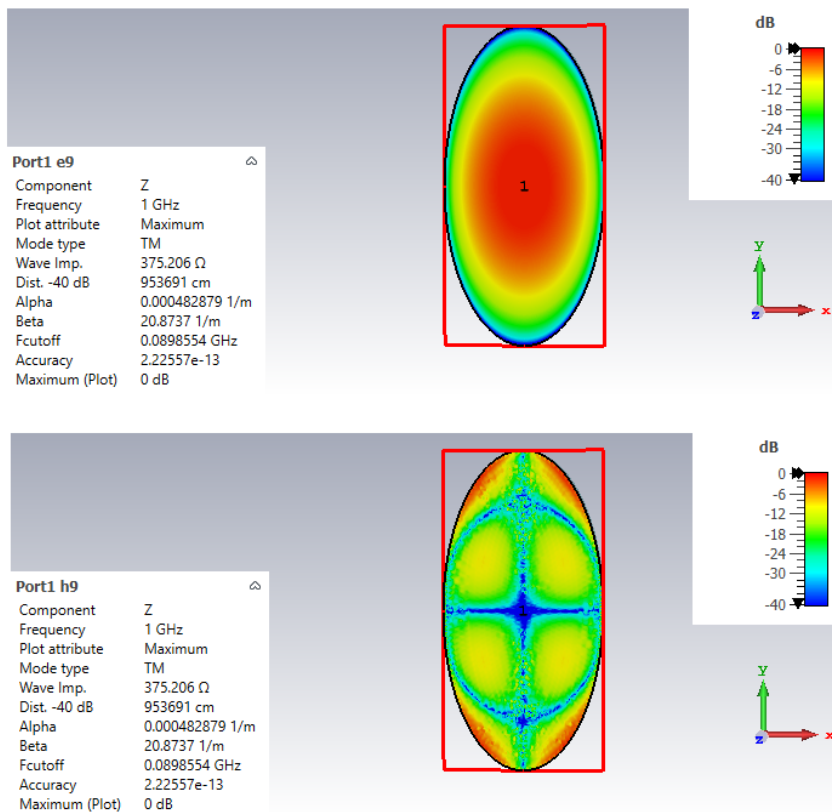 dB
0
-6
-12
-18
-24
-30
-40
Port1 e9
Component Z
Frequency 1 GHz
Plot attribute Maximum
Mode type TM
Wave Imp. 375.206 Ω
Dist. -40 dB 953691 cm
Alpha 0.000482879 1/m
Beta 20.8737 1/m
Fcutoff 0.0898554 GHz
Accuracy 2.22557e-13
Maximum (Plot) 0 dB
1
y
z
x
dB
0
-6
-12
-18
-24
-30
-40
Port1 h9
Component Z
Frequency 1 GHz
Plot attribute Maximum
Mode type TM
Wave Imp. 375.206 Ω
Dist. -40 dB 953691 cm
Alpha 0.000482879 1/m
Beta 20.8737 1/m
Fcutoff 0.0898554 GHz
Accuracy 2.22557e-13
Maximum (Plot) 0 dB
y
z
x